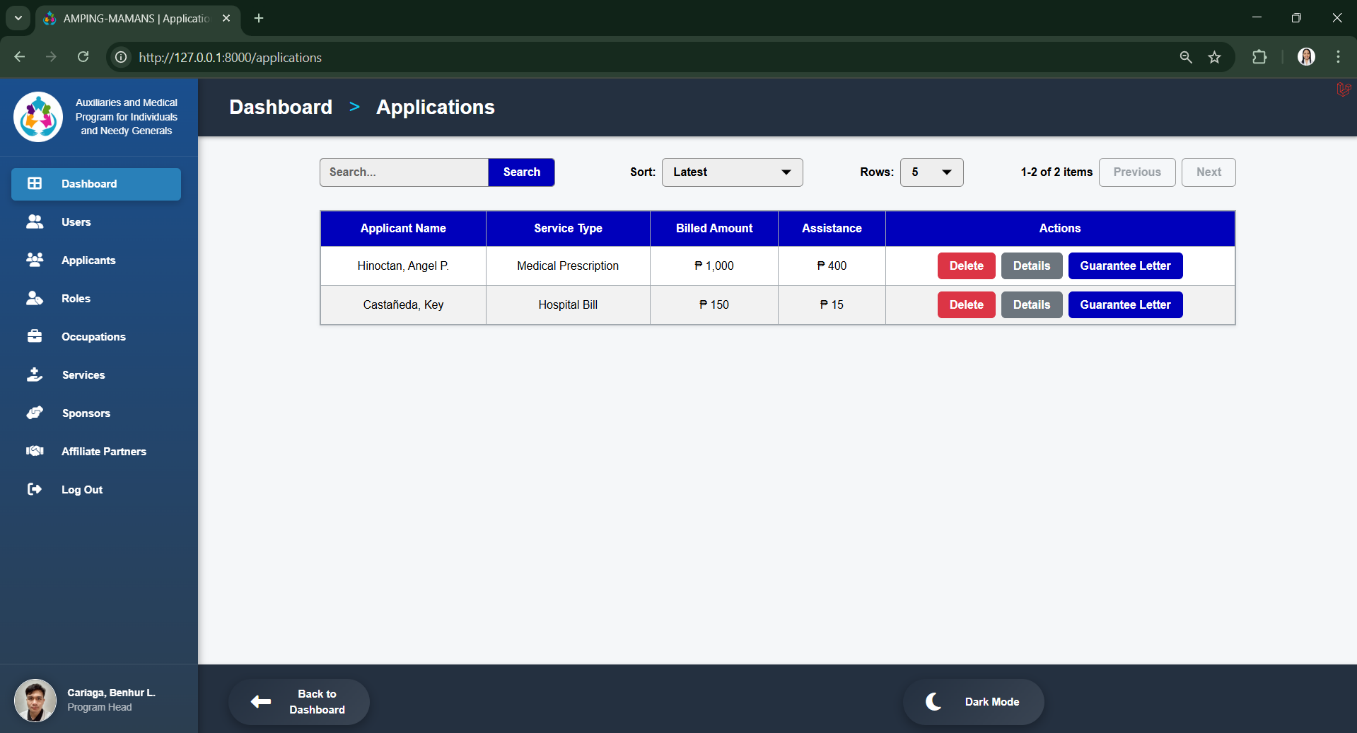 AMPING-MAMANS | Applicatio
http://127.0.0.1:8000/applications
Auxiliaries and Medical
Program for Individuals
and Needy Generals
Dashboard > Applications
Dashboard
Users
Applicants
Roles
Occupations
Services
Sponsors
Affiliate Partners
Log Out
Search... Search Sort: Latest Rows: 5 1-2 of 2 items Previous Next
Applicant Name Service Type Billed Amount Assistance Actions
Hinoctan, Angel P. Medical Prescription ₱ 1,000 ₱ 400 Delete Details Guarantee Letter
Castañeda, Key Hospital Bill ₱ 150 ₱ 15 Delete Details Guarantee Letter
Cariaga, Benhur L.
Program Head
Back to
Dashboard
Dark Mode